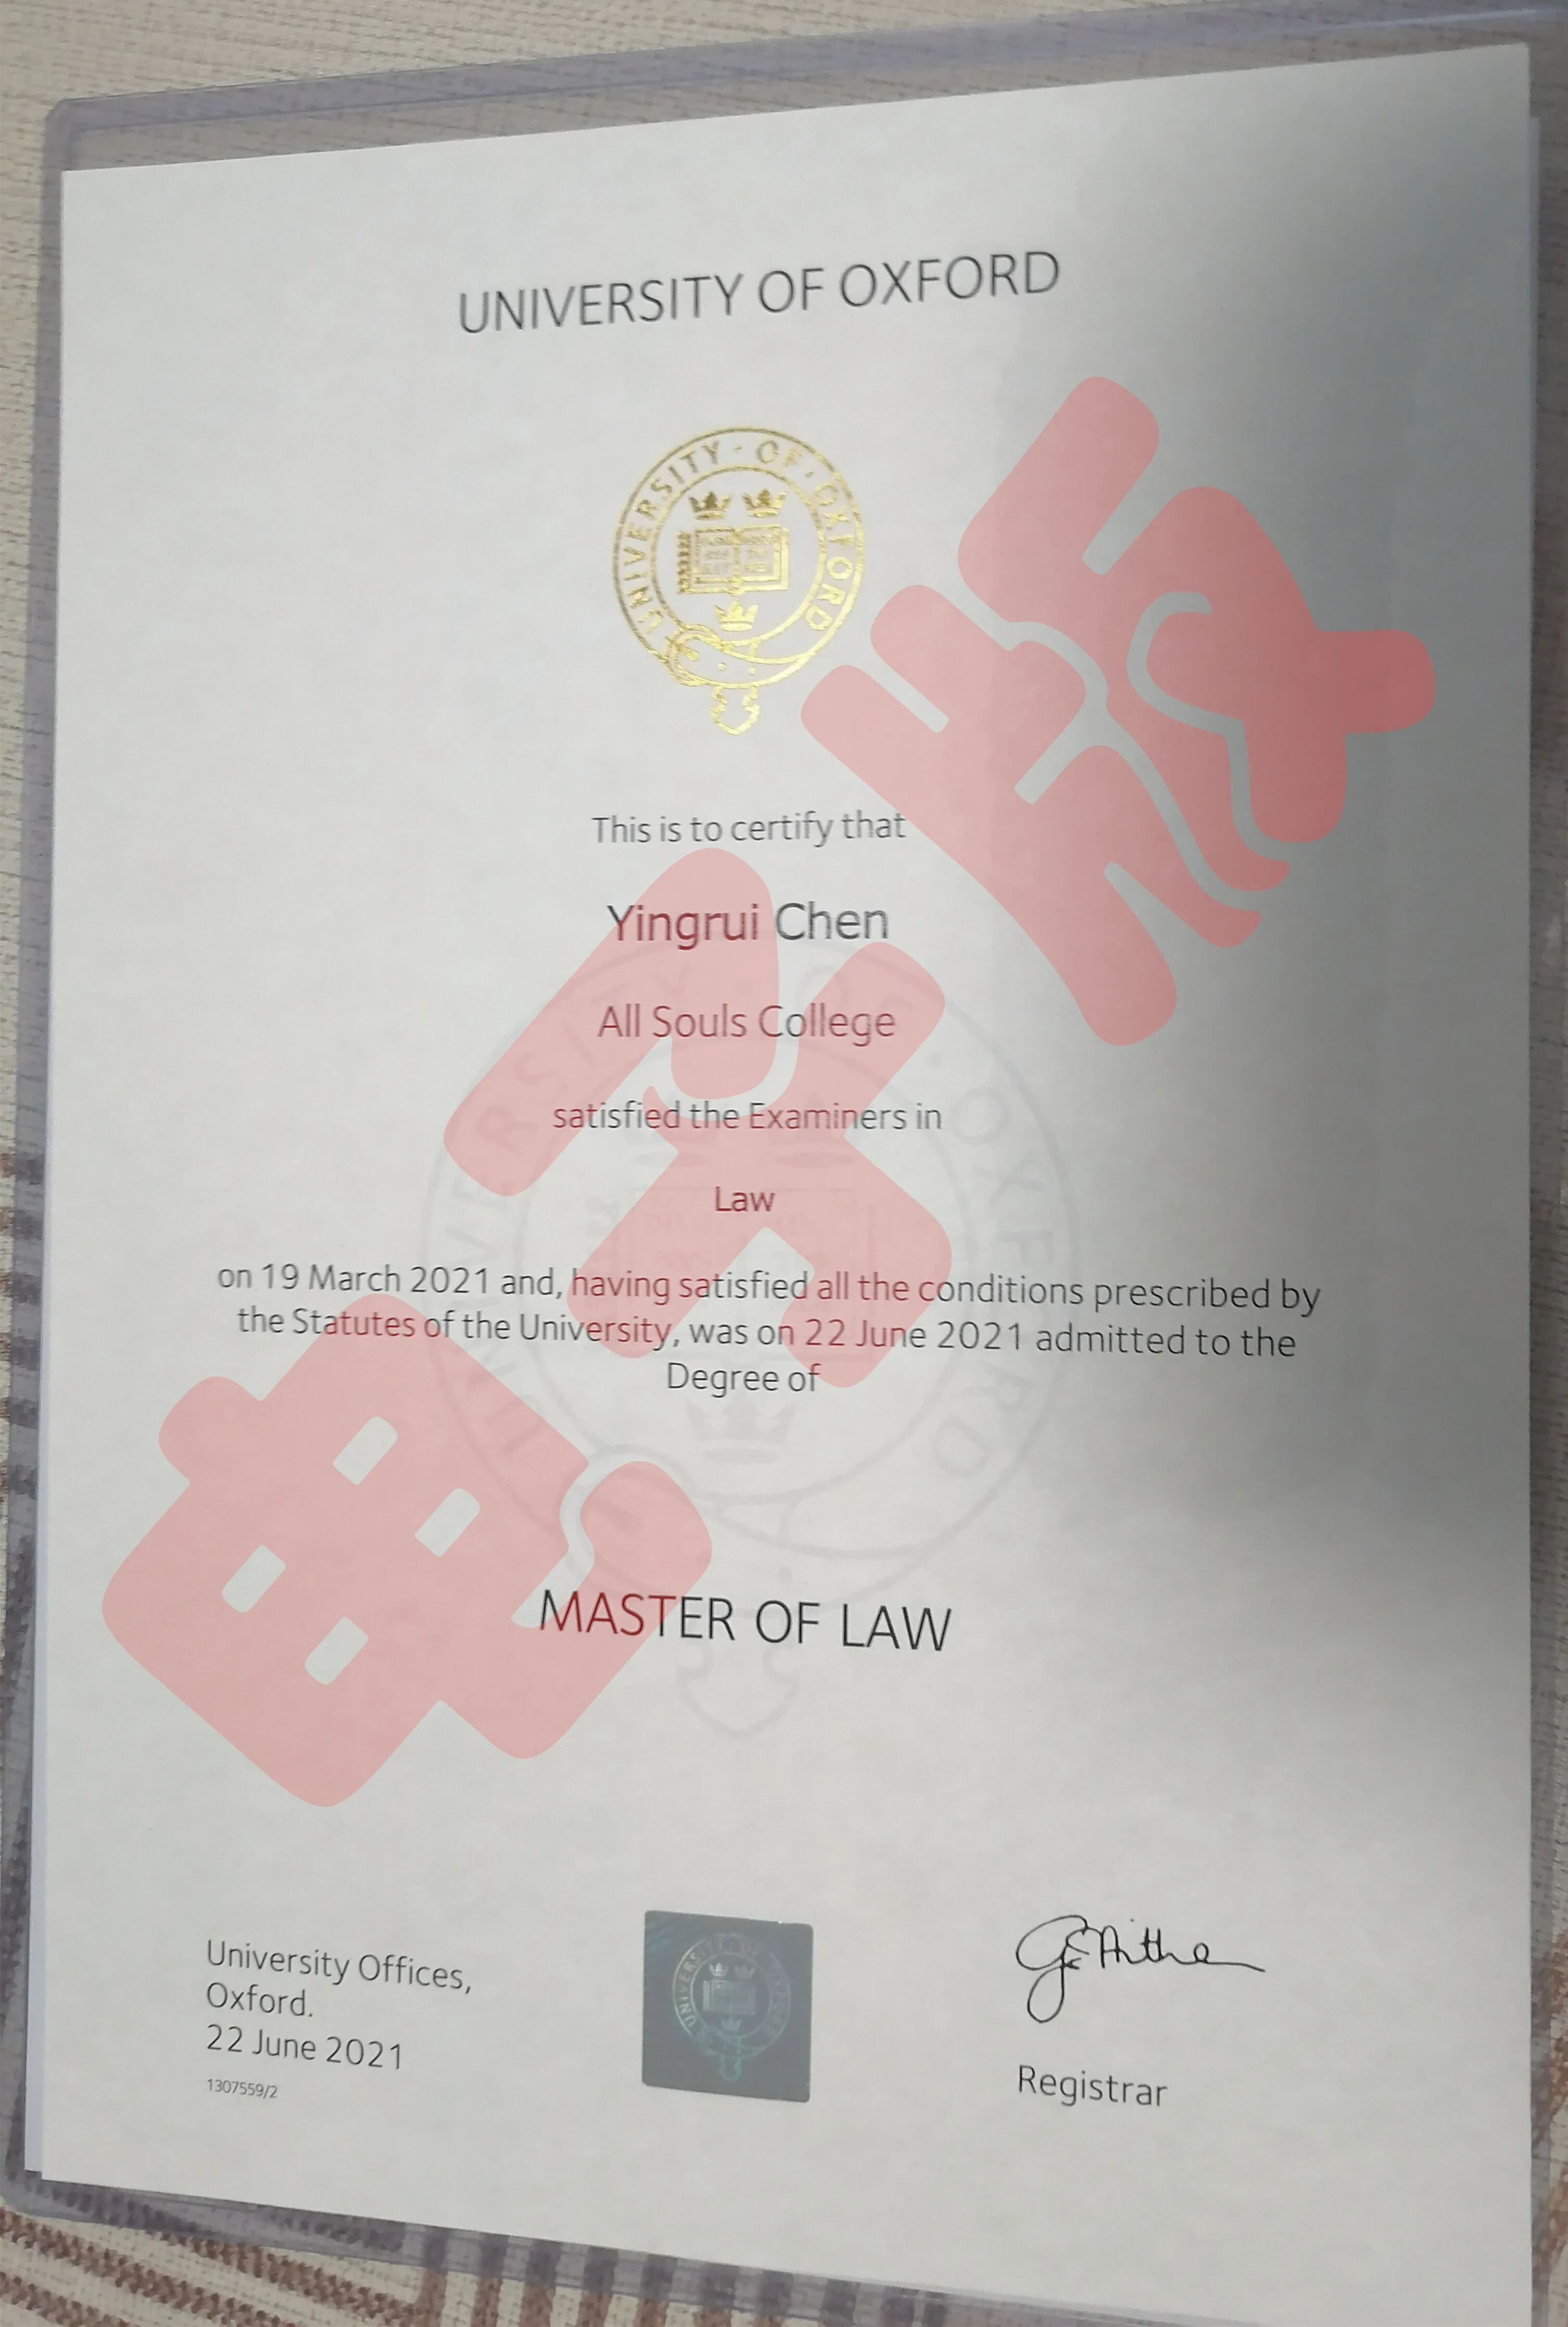 UNIVERSITY OF OXFORD
UNIVERSITY · OF · OXFORD
This is to certify that
Yingrui Chen
All Souls College
satisfied the Examiners in
Law
on 19 March 2021 and, having satisfied all the conditions prescribed by
the Statutes of the University, was on 22 June 2021 admitted to the
Degree of
MASTER OF LAW
University Offices,
Oxford.
22 June 2021
1307559/2
Registrar